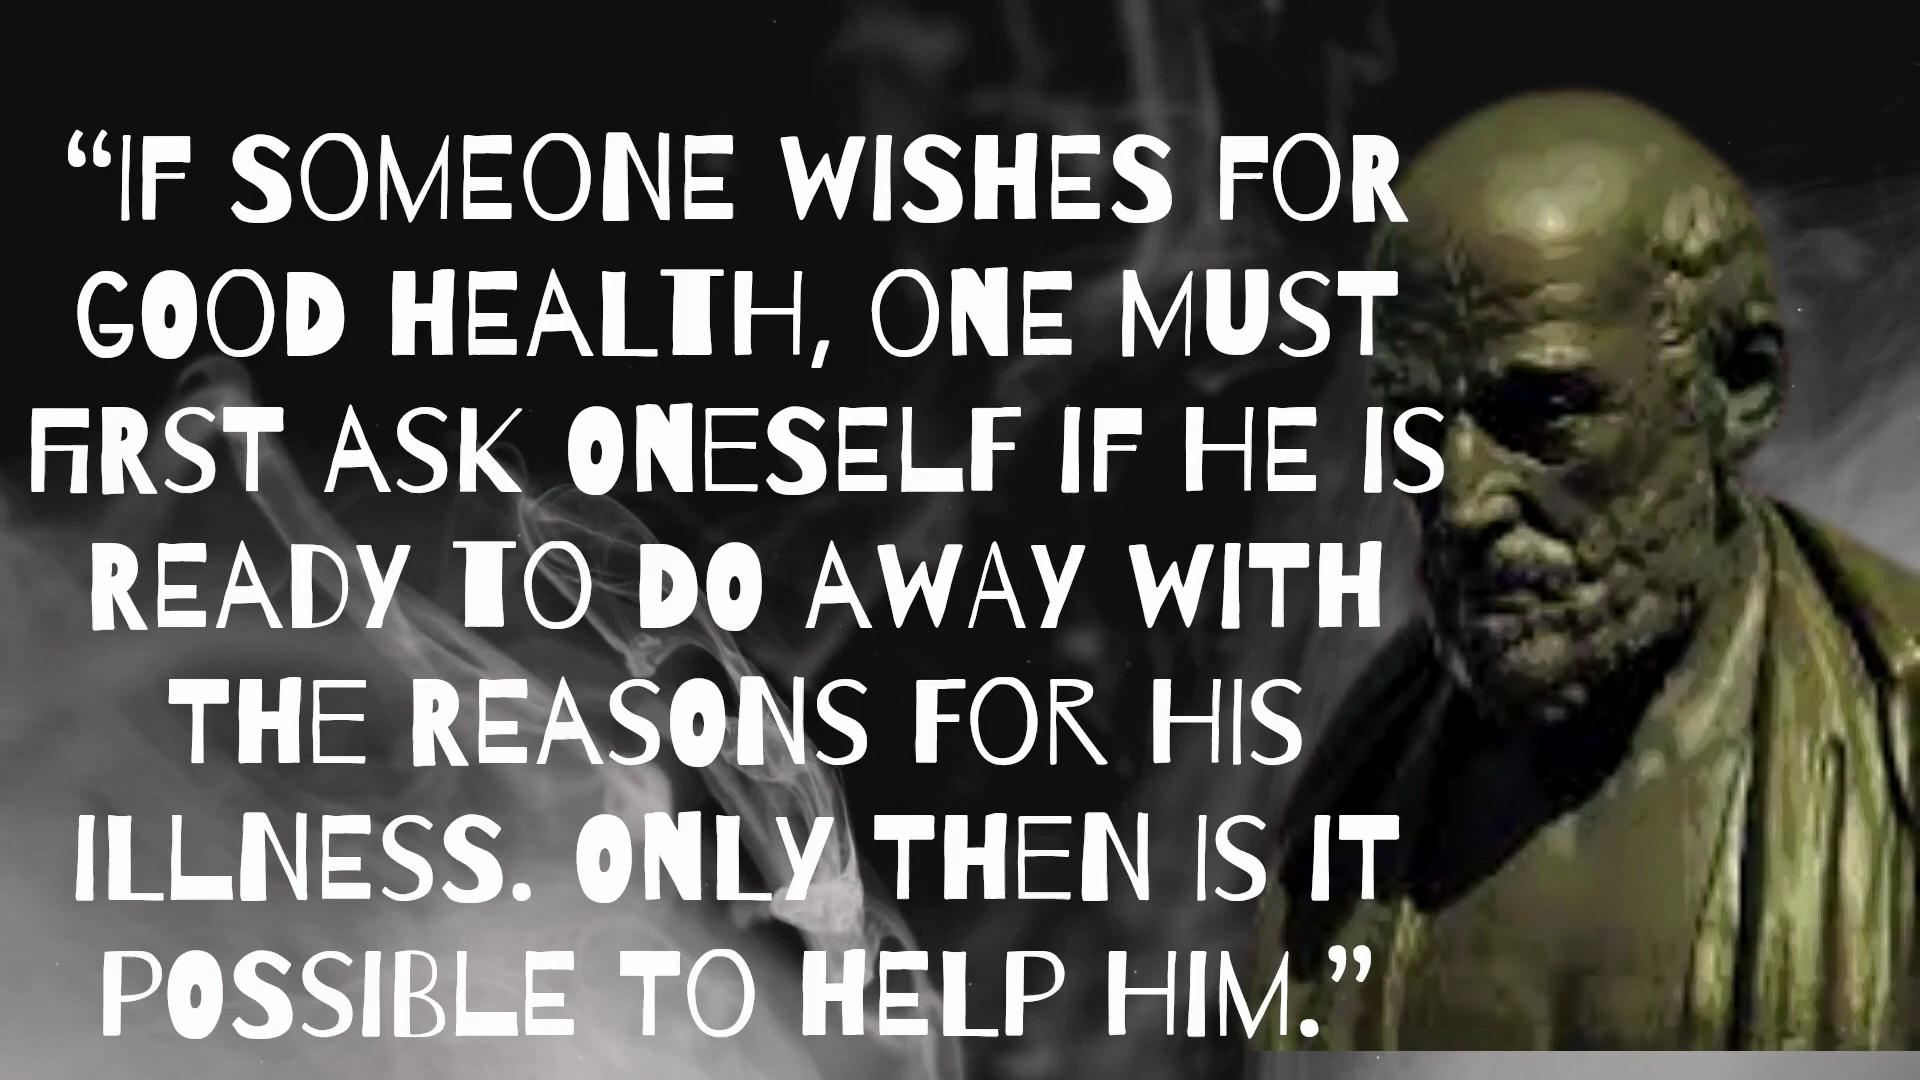 “IF SOMEONE WISHES FOR
GOOD HEALTH, ONE MUST
FIRST ASK ONESELF IF HE IS
READY TO DO AWAY WITH
THE REASONS FOR HIS
ILLNESS. ONLY THEN IS IT
POSSIBLE TO HELP HIM.”